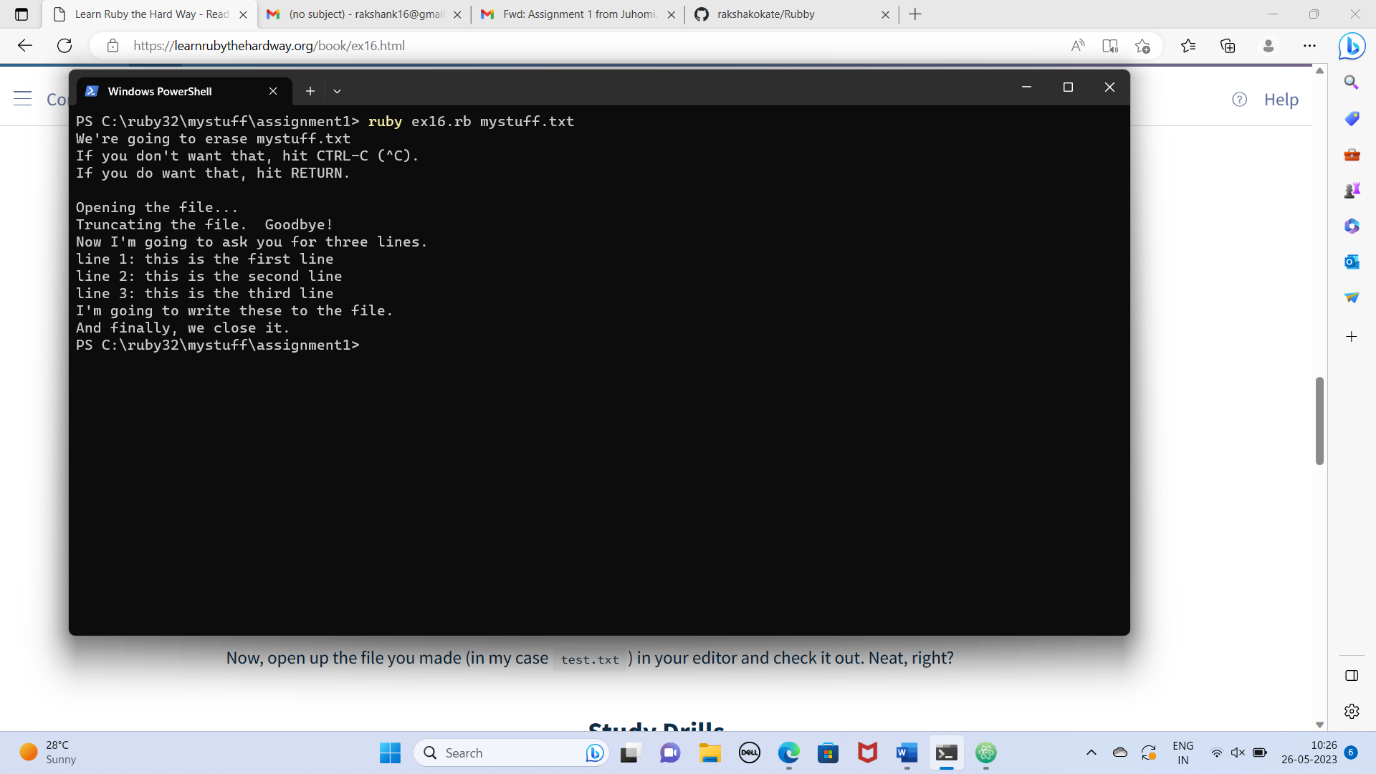 Learn Ruby the Hard Way - Read
(no subject) - rakshank16@gmai
Fwd: Assignment 1 from Juhomi.
rakshakokate/Rubby
https://learnrubythehardway.org/book/ex16.html
Help
Windows PowerShell
PS C:\ruby32\mystuff\assignment1> ruby ex16.rb mystuff.txt
We're going to erase mystuff.txt
If you don't want that, hit CTRL-C (^C).
If you do want that, hit RETURN.
Opening the file...
Truncating the file.  Goodbye!
Now I'm going to ask you for three lines.
line 1: this is the first line
line 2: this is the second line
line 3: this is the third line
I'm going to write these to the file.
And finally, we close it.
PS C:\ruby32\mystuff\assignment1>
Now, open up the file you made (in my case test.txt ) in your editor and check it out. Neat, right?
Study Drills
28°C
Sunny
Search
DELL
ENG
IN
10:26
26-05-2023
6